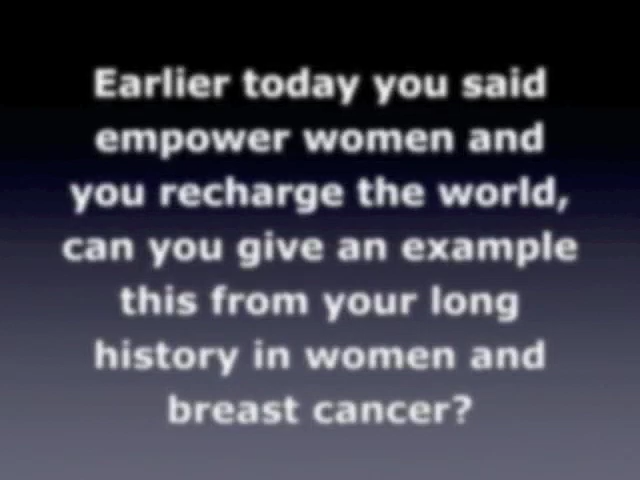 Earlier today you said
empower women and
you recharge the world,
can you give an example
this from your long
history in women and
breast cancer?